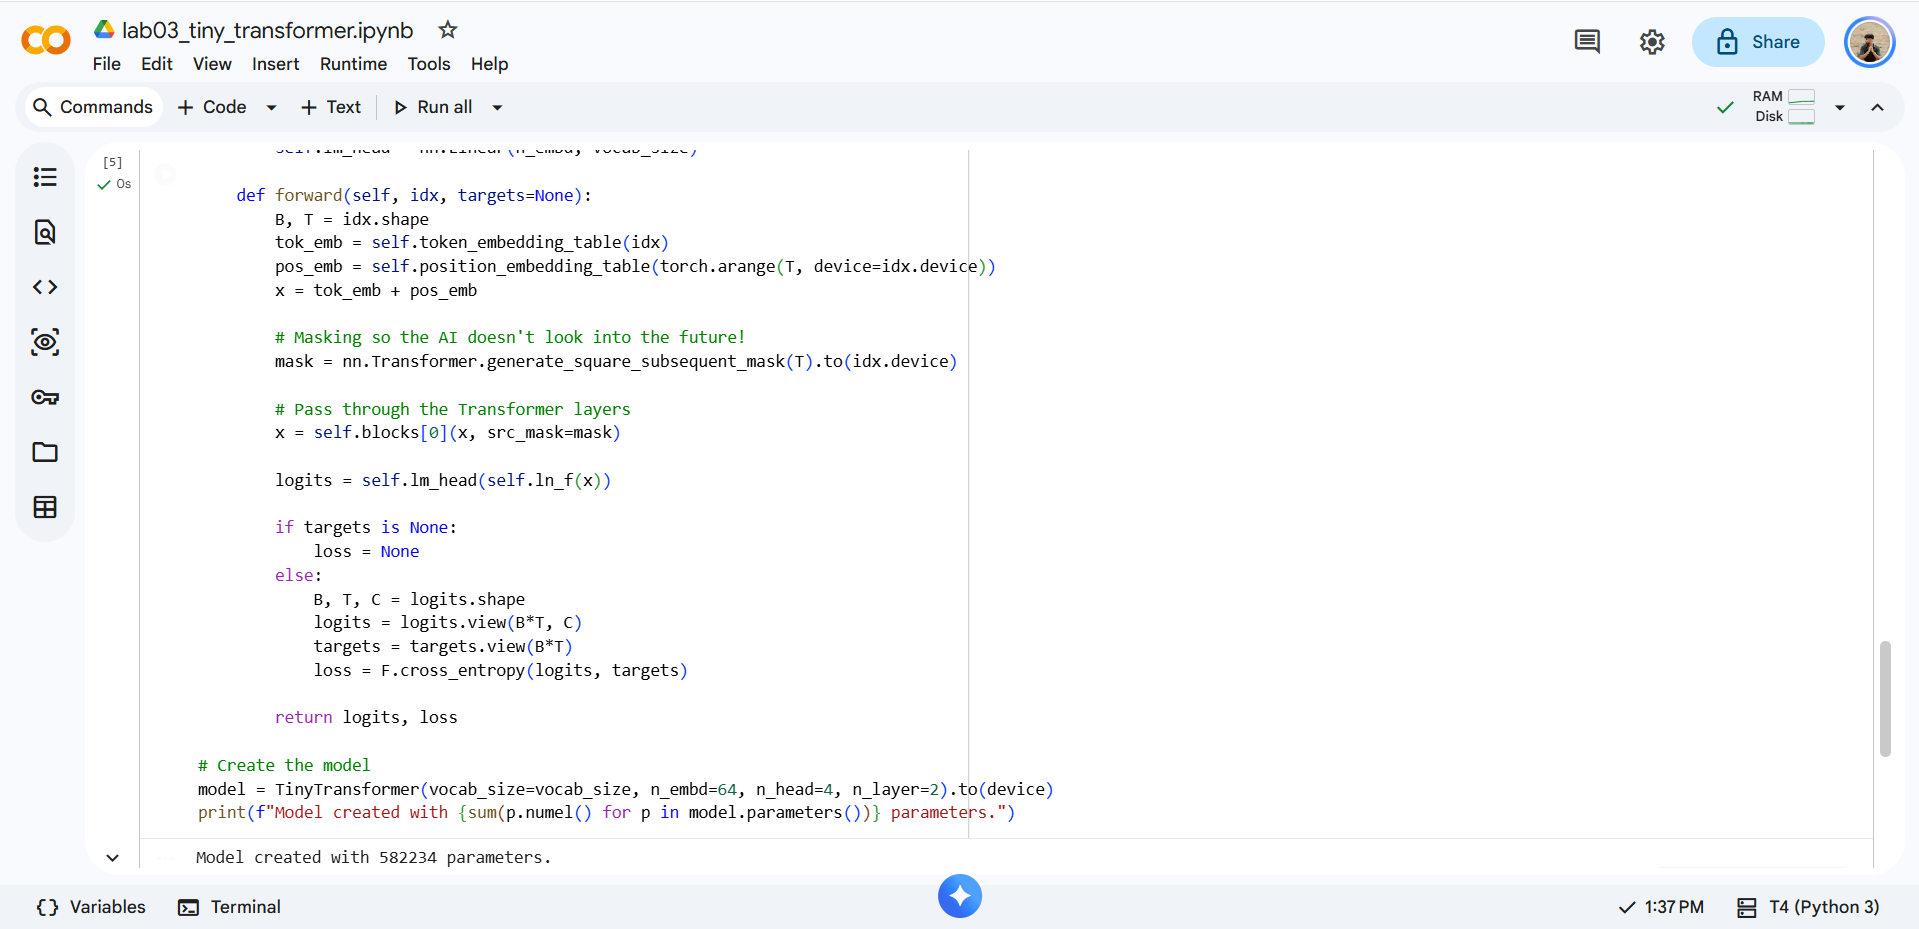 lab03_tiny_transformer.ipynb
File Edit View Insert Runtime Tools Help
Share
Commands + Code + Text Run all
RAM
Disk
[5]
0s
self.lm_head = nn.Linear(n_embd, vocab_size)
def forward(self, idx, targets=None):
B, T = idx.shape
tok_emb = self.token_embedding_table(idx)
pos_emb = self.position_embedding_table(torch.arange(T, device=idx.device))
x = tok_emb + pos_emb
# Masking so the AI doesn't look into the future!
mask = nn.Transformer.generate_square_subsequent_mask(T).to(idx.device)
# Pass through the Transformer layers
x = self.blocks[0](x, src_mask=mask)
logits = self.lm_head(self.ln_f(x))
if targets is None:
loss = None
else:
B, T, C = logits.shape
logits = logits.view(B*T, C)
targets = targets.view(B*T)
loss = F.cross_entropy(logits, targets)
return logits, loss
# Create the model
model = TinyTransformer(vocab_size=vocab_size, n_embd=64, n_head=4, n_layer=2).to(device)
print(f"Model created with {sum(p.numel() for p in model.parameters())} parameters.")
Model created with 582234 parameters.
{} Variables Terminal
1:37 PM T4 (Python 3)